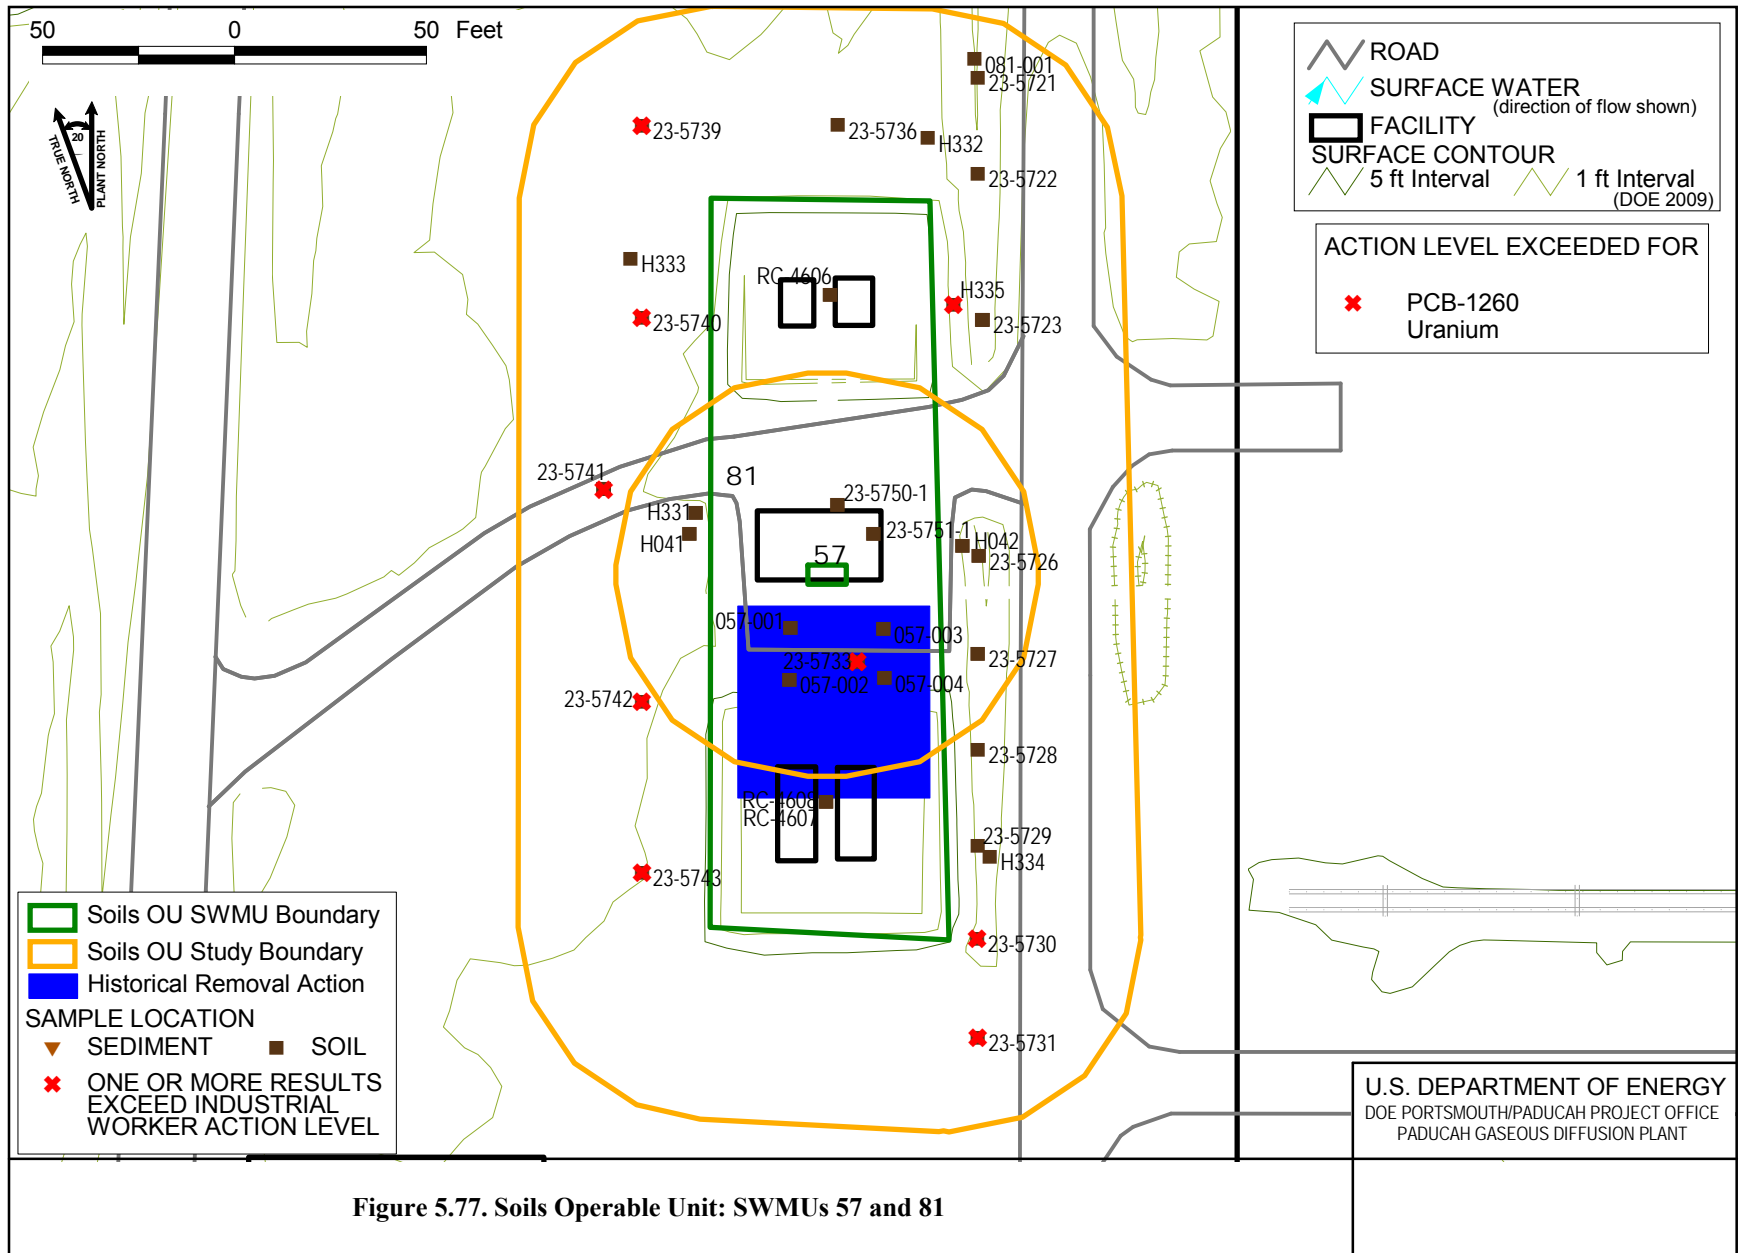 50 0 50 Feet
TRUE NORTH
20
PLANT NORTH
ROAD
SURFACE WATER
(direction of flow shown)
FACILITY
SURFACE CONTOUR
5 ft Interval 1 ft Interval
(DOE 2009)
ACTION LEVEL EXCEEDED FOR
PCB-1260
Uranium
081-001
23-5721
23-5739
23-5736
H332
23-5722
H333
RC-4606
H335
23-5740
23-5723
23-5741
81
23-5750-1
H331
23-5751-1
H041
H042
57
23-5726
057-001
057-003
23-5733
23-5727
057-002
057-004
23-5742
23-5728
RC-4608
RC-4607
23-5729
H334
23-5743
23-5730
23-5731
Soils OU SWMU Boundary
Soils OU Study Boundary
Historical Removal Action
SAMPLE LOCATION
SEDIMENT SOIL
ONE OR MORE RESULTS
EXCEED INDUSTRIAL
WORKER ACTION LEVEL
U.S. DEPARTMENT OF ENERGY
DOE PORTSMOUTH/PADUCAH PROJECT OFFICE
PADUCAH GASEOUS DIFFUSION PLANT
Figure 5.77. Soils Operable Unit: SWMUs 57 and 81